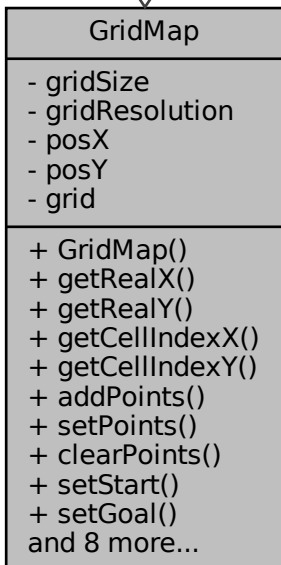 GridMap
- gridSize
- gridResolution
- posX
- posY
- grid
+ GridMap()
+ getRealX()
+ getRealY()
+ getCellIndexX()
+ getCellIndexY()
+ addPoints()
+ setPoints()
+ clearPoints()
+ setStart()
+ setGoal()
and 8 more...